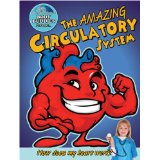 THE AMAZING
CIRCULATORY
SYSTEM
How does my heart work?